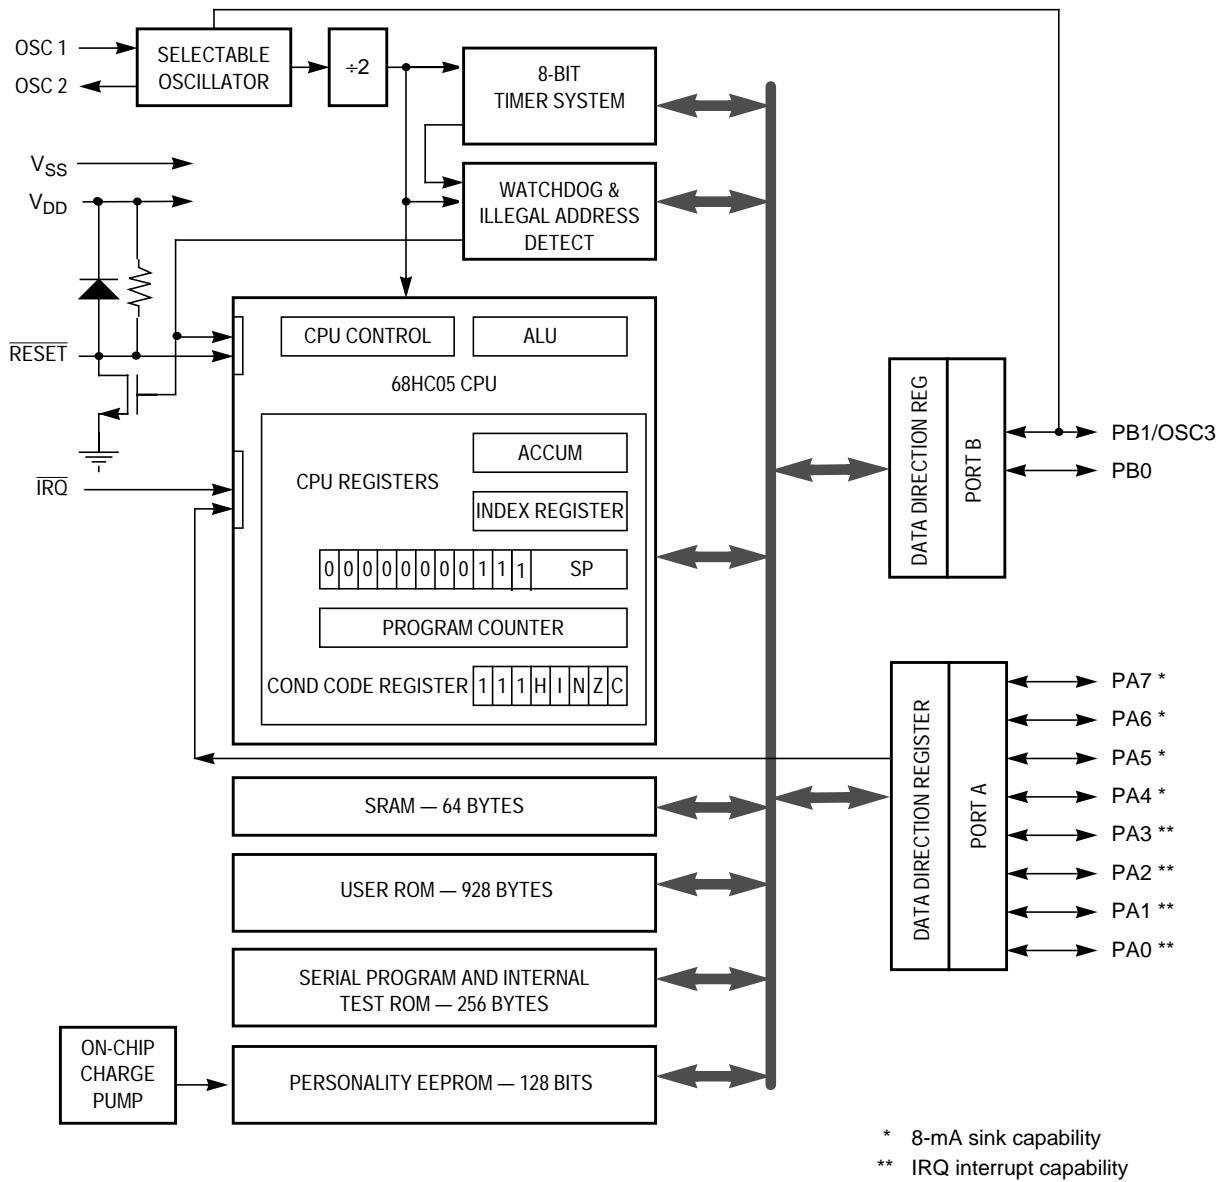 OSC 1
OSC 2
SELECTABLE
OSCILLATOR
÷2
8-BIT
TIMER SYSTEM
VSS
VDD
WATCHDOG &
ILLEGAL ADDRESS
DETECT
RESET
CPU CONTROL
ALU
68HC05 CPU
IRQ
CPU REGISTERS
ACCUM
INDEX REGISTER
0 0 0 0 0 0 0 0 1 1 1 SP
PROGRAM COUNTER
COND CODE REGISTER 1 1 1 H I N Z C
DATA DIRECTION REG
PORT B
PB1/OSC3
PB0
DATA DIRECTION REGISTER
PORT A
PA7 *
PA6 *
PA5 *
PA4 *
PA3 **
PA2 **
PA1 **
PA0 **
SRAM — 64 BYTES
USER ROM — 928 BYTES
SERIAL PROGRAM AND INTERNAL
TEST ROM — 256 BYTES
ON-CHIP
CHARGE
PUMP
PERSONALITY EEPROM — 128 BITS
* 8-mA sink capability
** IRQ interrupt capability